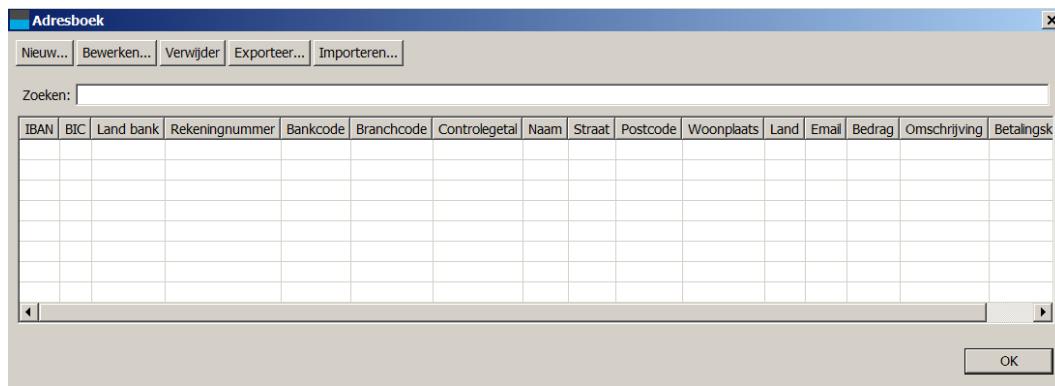 Adresboek
Nieuw... Bewerken... Verwijder Exporteer... Importeren...
Zoeken:
IBAN BIC Land bank Rekeningnummer Bankcode Branchcode Controlegetal Naam Straat Postcode Woonplaats Land Email Bedrag Omschrijving Betalingsk
OK